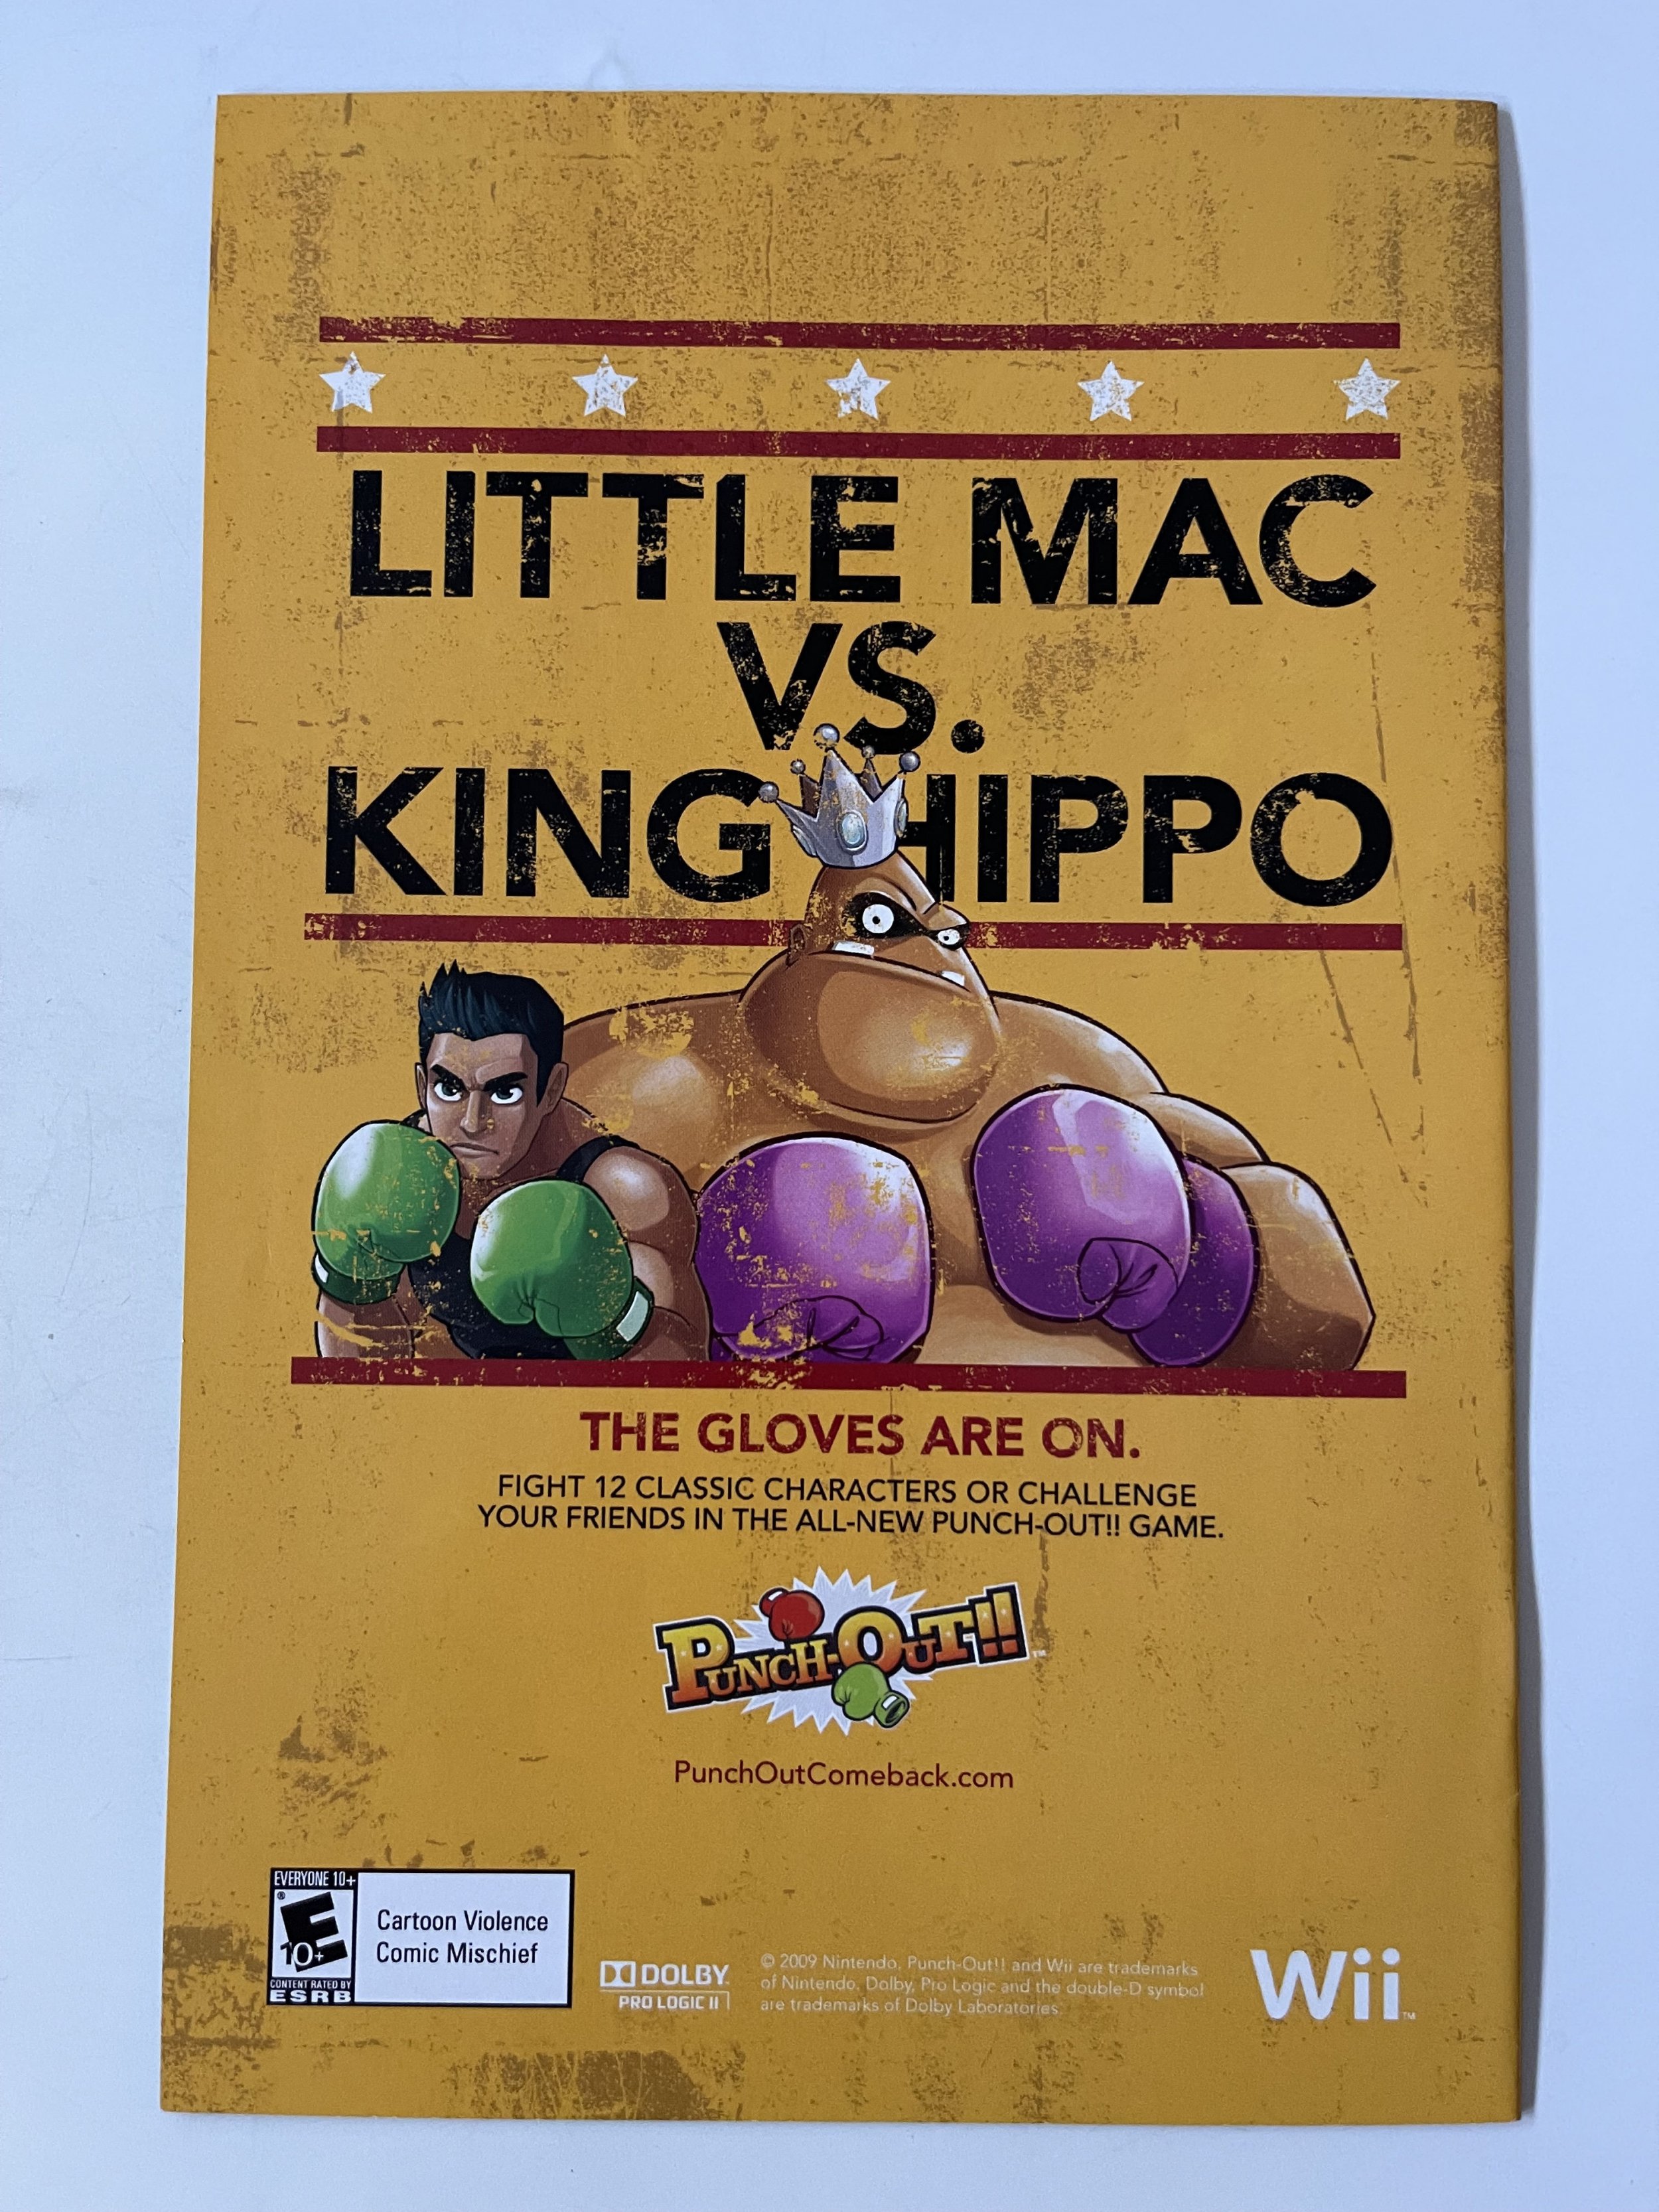 LITTLE MAC
VS.
KING HIPPO
THE GLOVES ARE ON.
FIGHT 12 CLASSIC CHARACTERS OR CHALLENGE
YOUR FRIENDS IN THE ALL-NEW PUNCH-OUT!! GAME.
PUNCH-OUT!!™
PunchOutComeback.com
EVERYONE 10+
®
E
10+
CONTENT RATED BY
ESRB
Cartoon Violence
Comic Mischief
DOLBY.
PRO LOGIC II
© 2009 Nintendo, Punch-Out!! and Wii are trademarks
of Nintendo. Dolby, Pro Logic and the double-D symbol
are trademarks of Dolby Laboratories.
Wii™